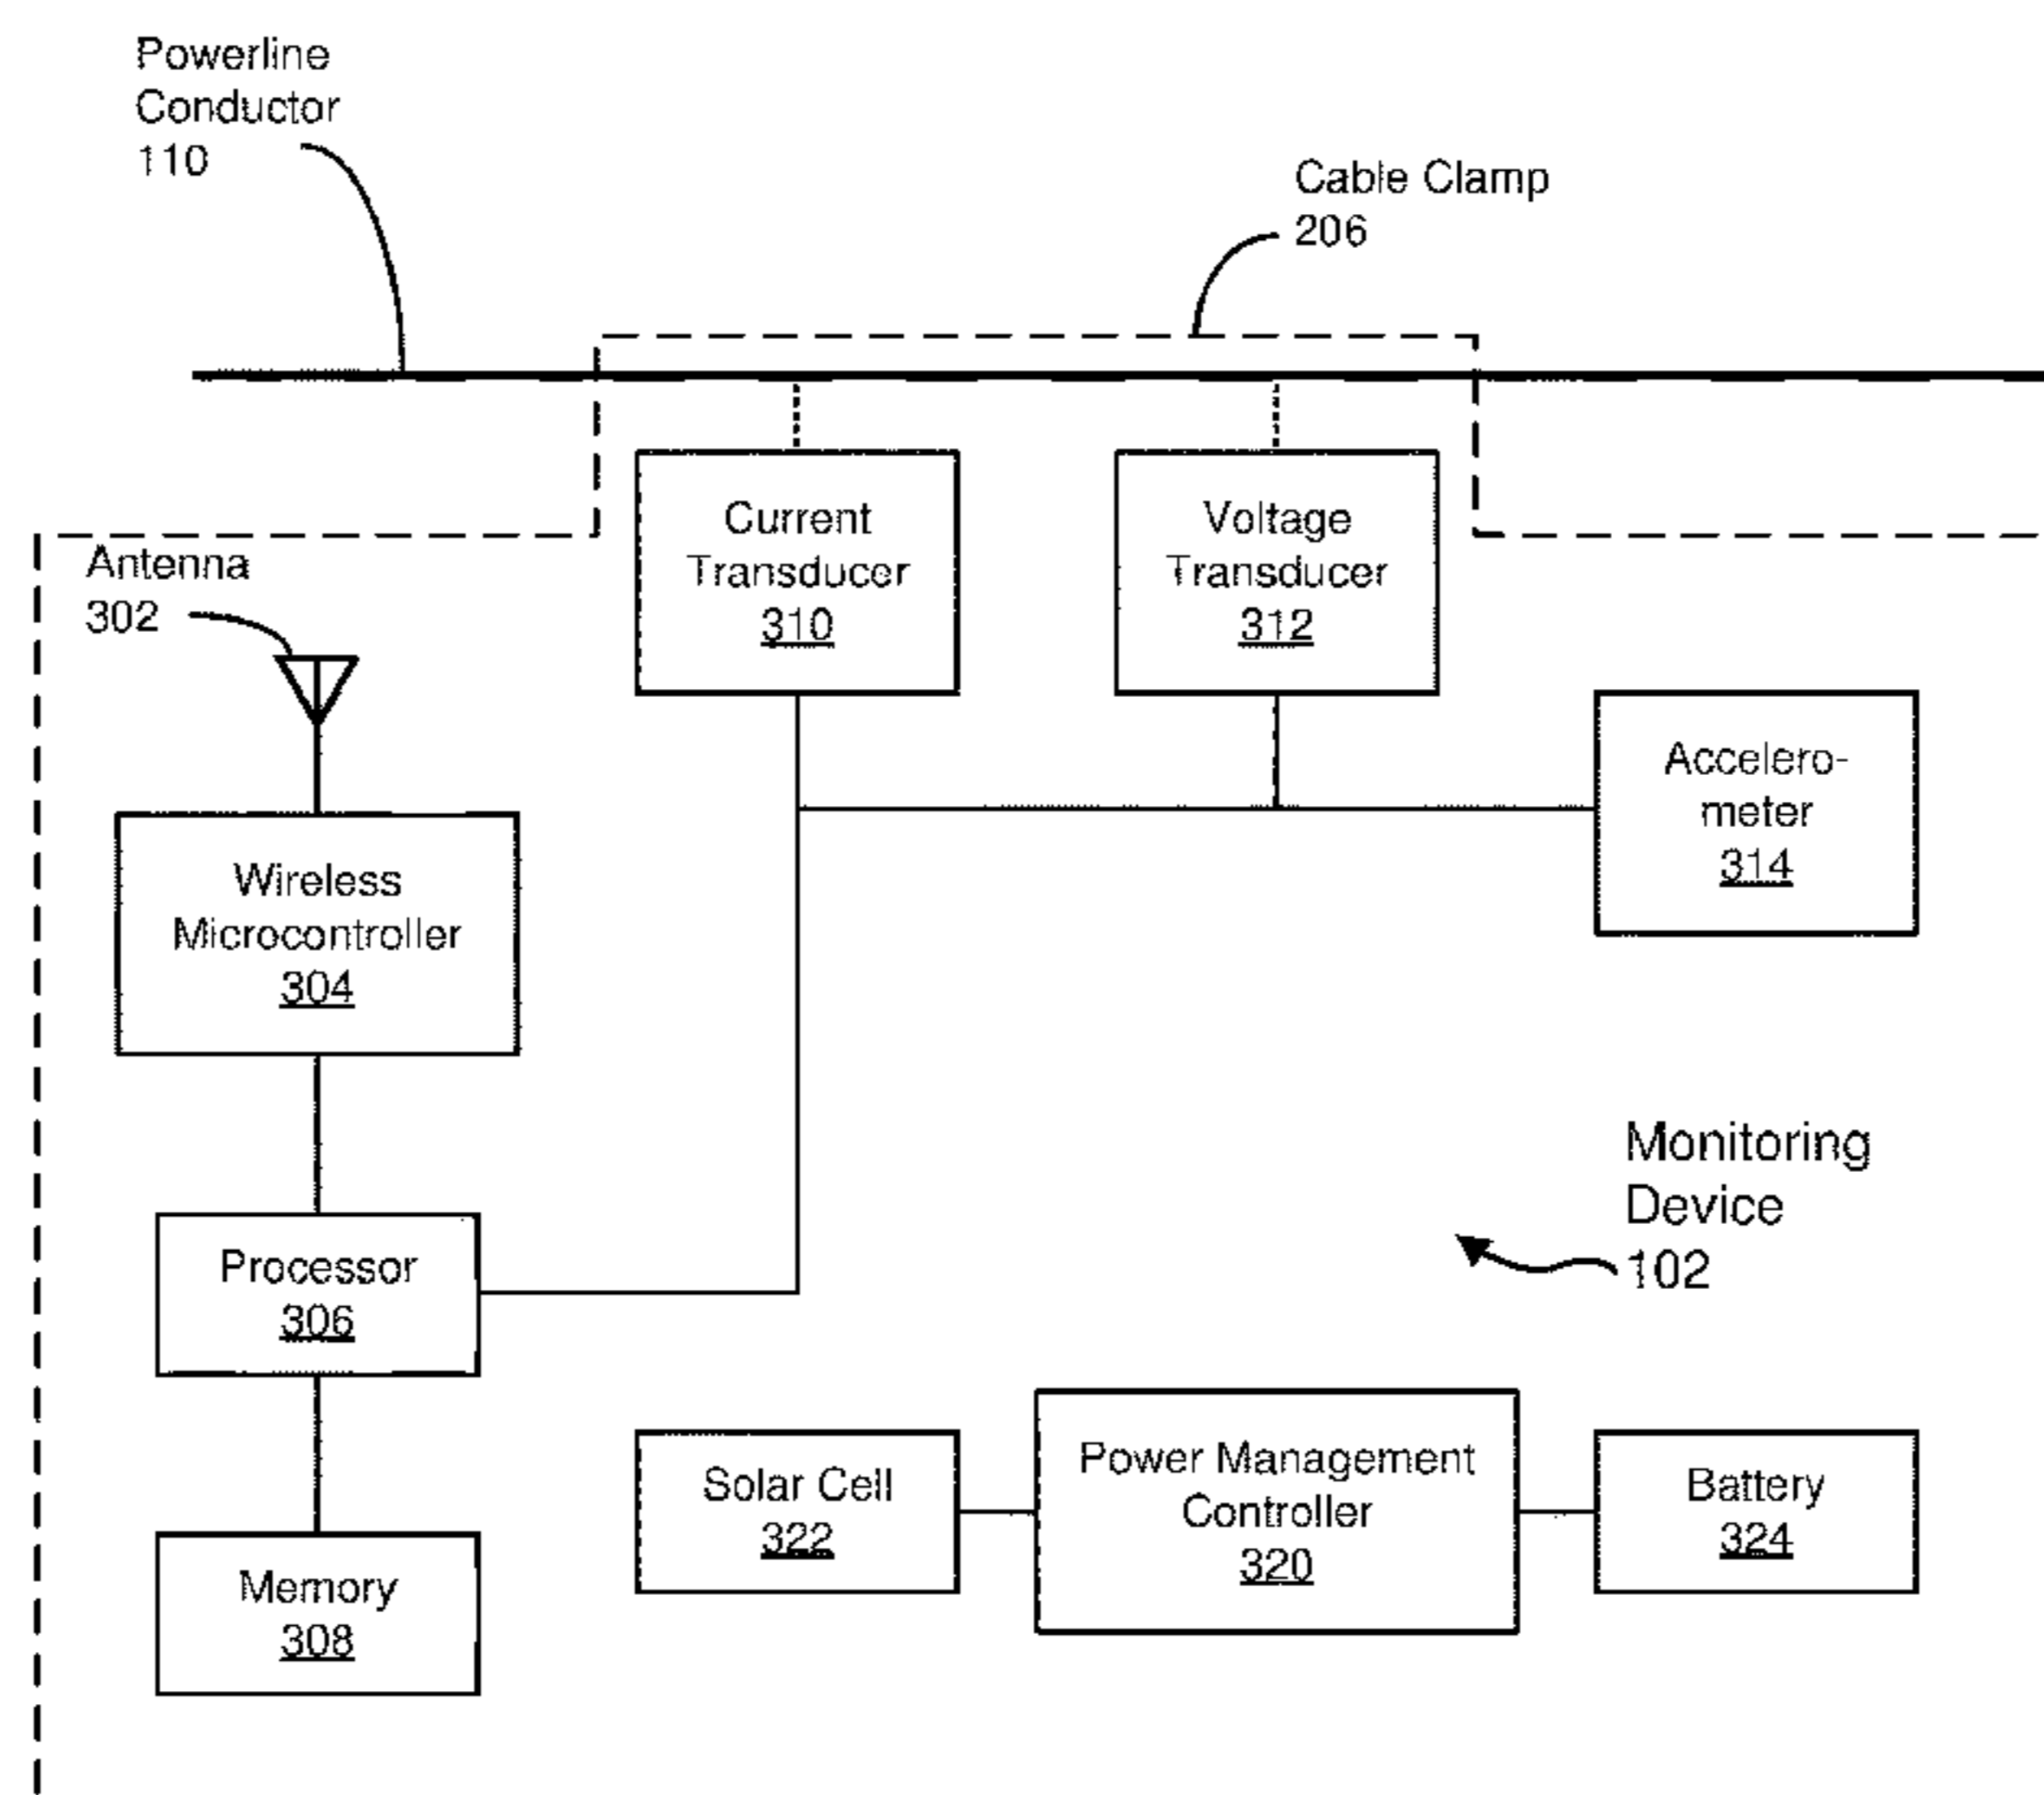 Powerline
Conductor
110
Cable Clamp
206
Antenna
302
Current
Transducer
310
Voltage
Transducer
312
Accelero-
meter
314
Wireless
Microcontroller
304
Monitoring
Device
102
Processor
306
Solar Cell
322
Power Management
Controller
320
Battery
324
Memory
308